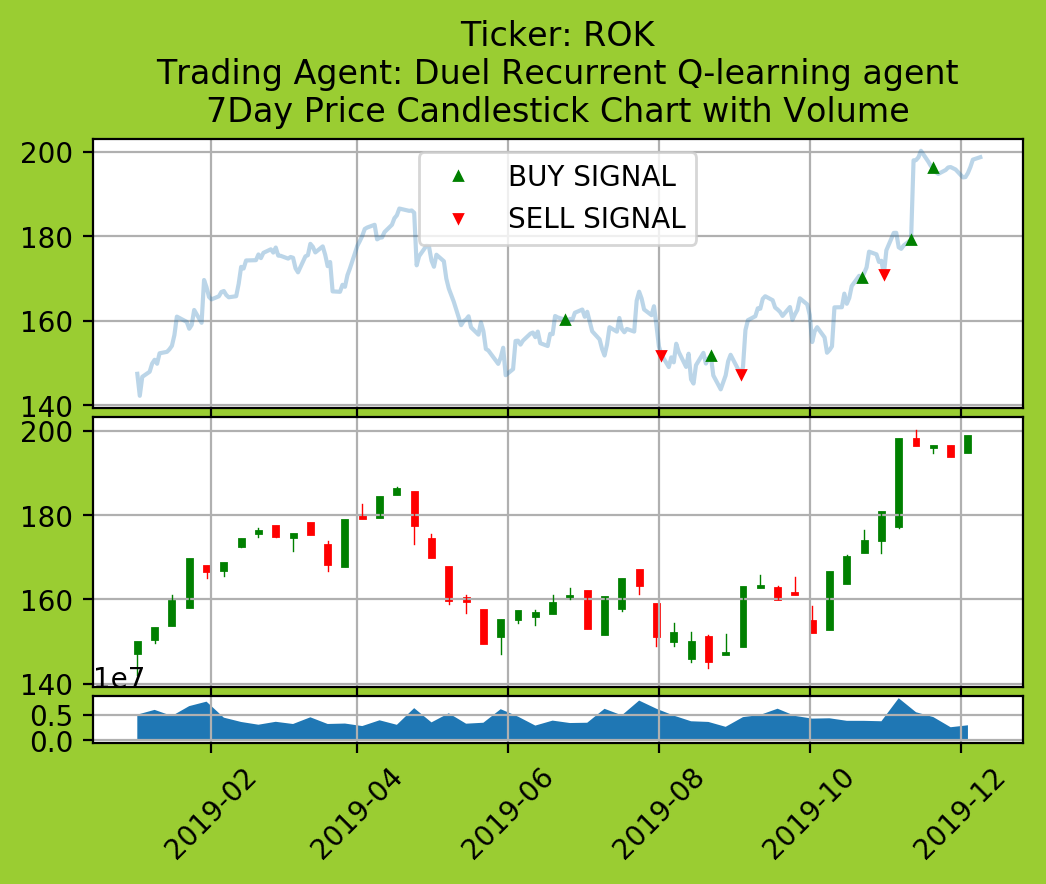 Ticker: ROK
Trading Agent: Duel Recurrent Q-learning agent
7Day Price Candlestick Chart with Volume
200
180
160
140
BUY SIGNAL
SELL SIGNAL
200
180
160
140
1e7
0.5
0.0
2019-02
2019-04
2019-06
2019-08
2019-10
2019-12